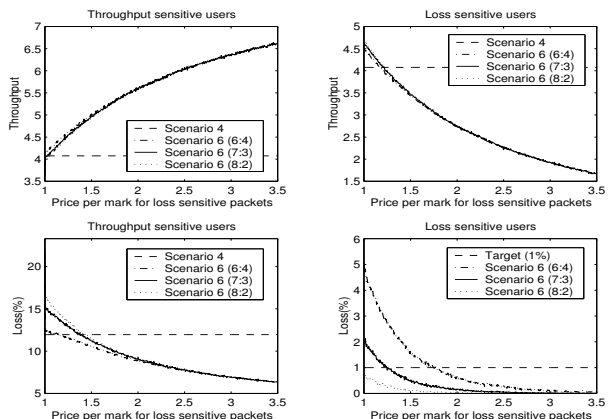 Throughput sensitive users
7
6.5
6
5.5
5
4.5
4
3.5
Throughput
Scenario 4
Scenario 6 (6:4)
Scenario 6 (7:3)
Scenario 6 (8:2)
1 1.5 2 2.5 3 3.5
Price per mark for loss sensitive packets
Loss sensitive users
5
4.5
4
3.5
3
2.5
2
1.5
Throughput
Scenario 4
Scenario 6 (6:4)
Scenario 6 (7:3)
Scenario 6 (8:2)
1 1.5 2 2.5 3 3.5
Price per mark for loss sensitive packets
Throughput sensitive users
20
15
10
5
Loss(%)
Scenario 4
Scenario 6 (6:4)
Scenario 6 (7:3)
Scenario 6 (8:2)
1 1.5 2 2.5 3 3.5
Price per mark for loss sensitive packets
Loss sensitive users
6
5
4
3
2
1
0
Loss(%)
Target (1%)
Scenario 6 (6:4)
Scenario 6 (7:3)
Scenario 6 (8:2)
1 1.5 2 2.5 3 3.5
Price per mark for loss sensitive packets